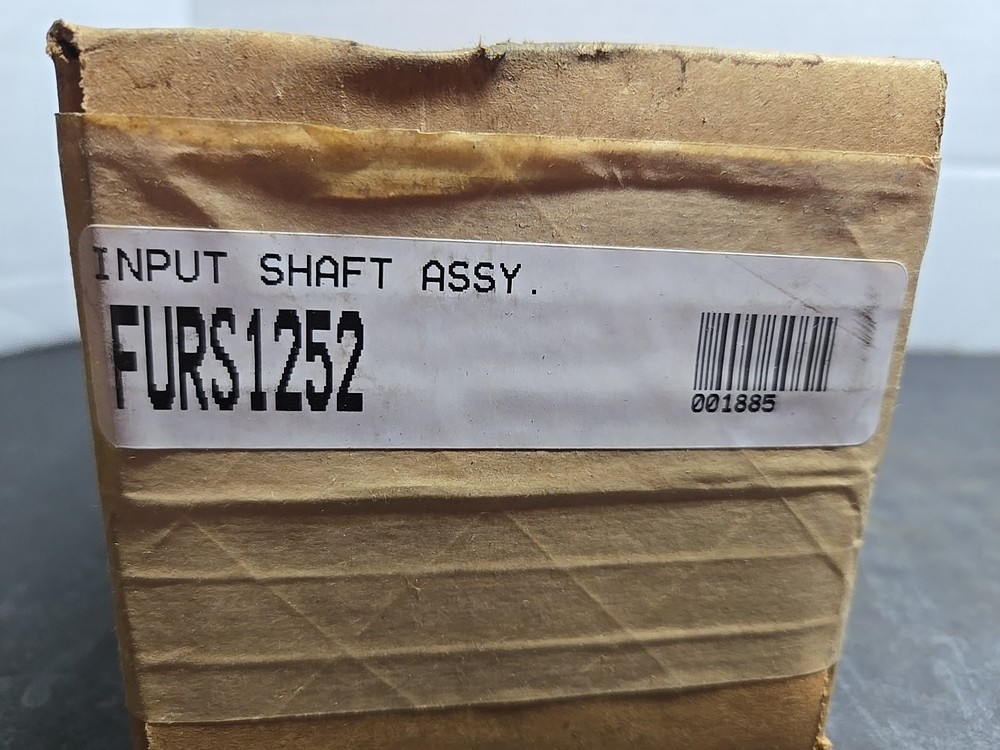 INPUT SHAFT ASSY.
FURS1252
001885